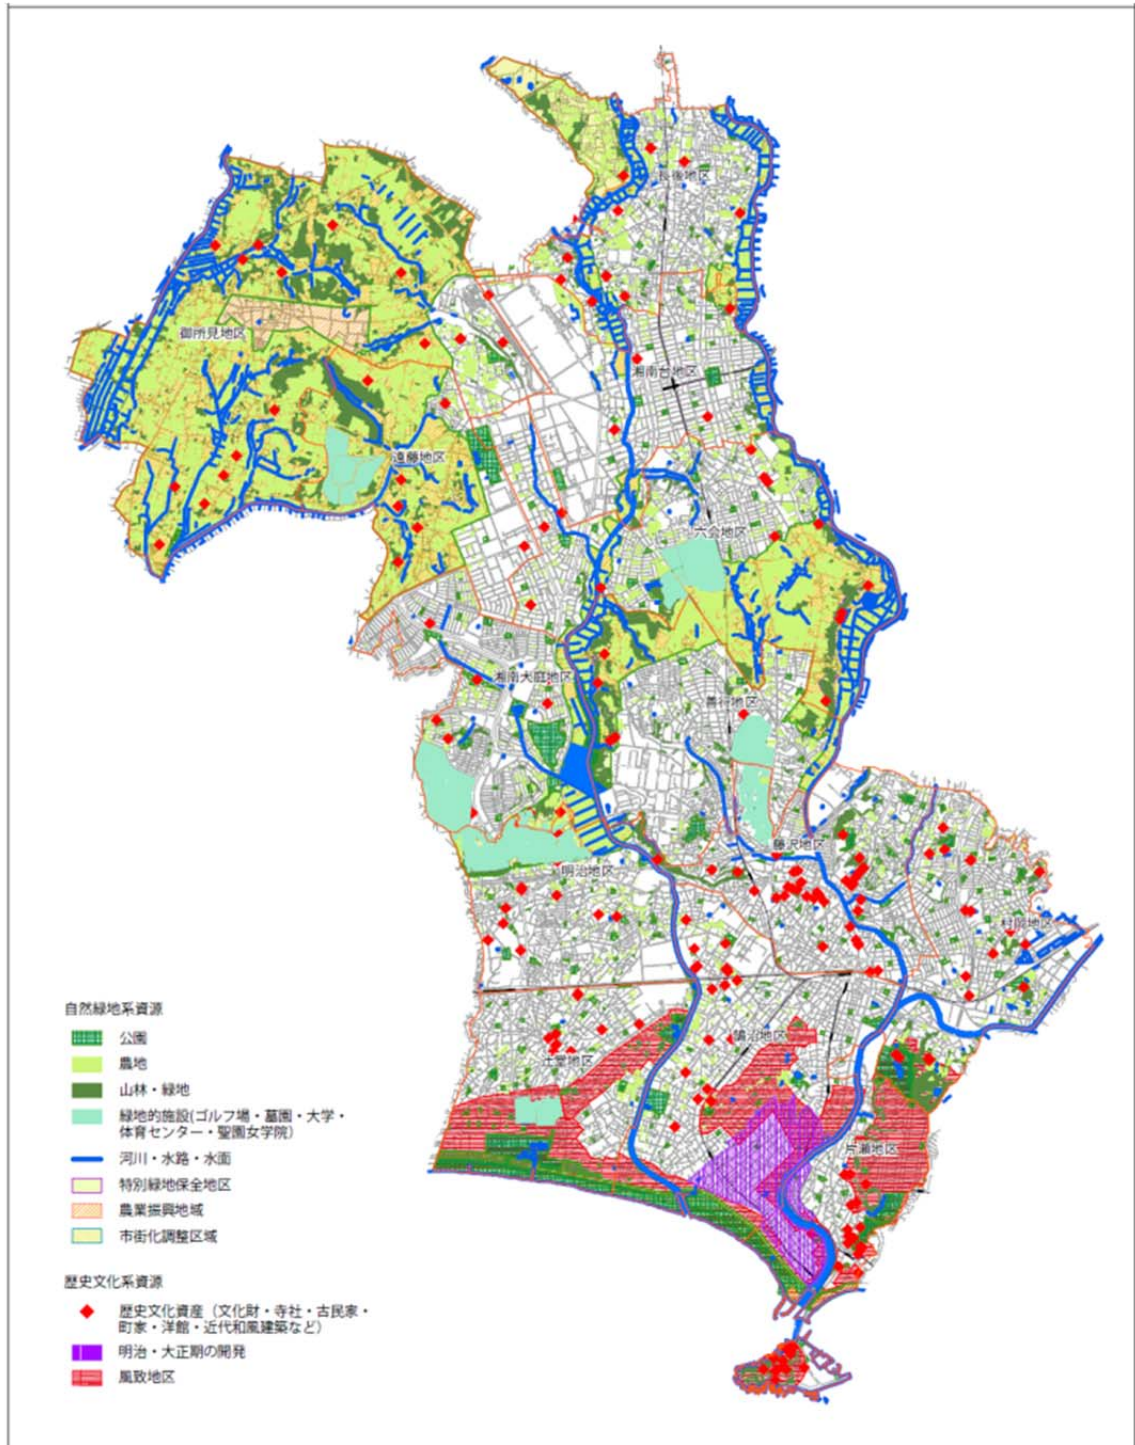 長後地区
御所見地区
湘南台地区
遠藤地区
六会地区
湘南大庭地区
善行地区
藤沢地区
明治地区
村岡地区
鵠沼地区
辻堂地区
片瀬地区
自然緑地系資源
公園
農地
山林・緑地
緑地的施設(ゴルフ場・墓園・大学・
体育センター・聖園女学院)
河川・水路・水面
特別緑地保全地区
農業振興地域
市街化調整区域
歴史文化系資源
歴史文化資産（文化財・寺社・古民家・
町家・洋館・近代和風建築など）
明治・大正期の開発
風致地区